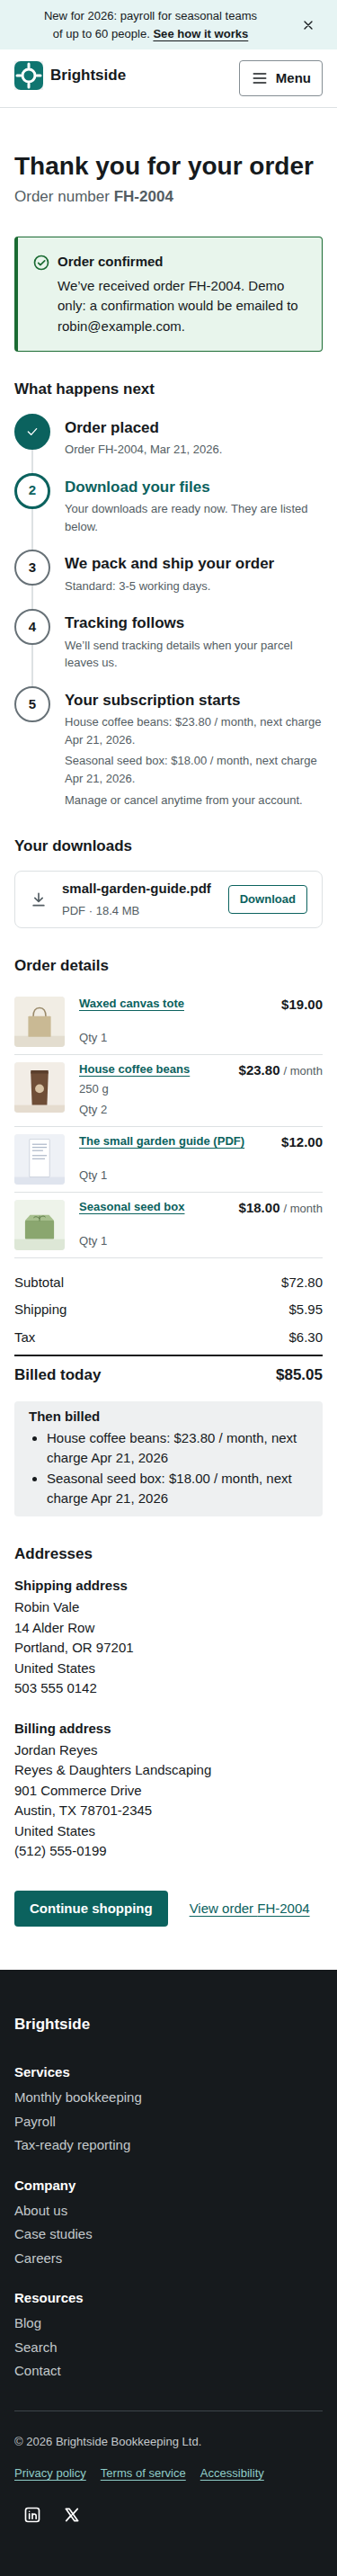 New for 2026: payroll for seasonal teams
of up to 60 people. See how it works
Brightside
Menu
Thank you for your order
Order number FH-2004
Order confirmed
We’ve received order FH-2004. Demo
only: a confirmation would be emailed to
robin@example.com.
What happens next
Order placed
Order FH-2004, Mar 21, 2026.
2
Download your files
Your downloads are ready now. They are listed
below.
3
We pack and ship your order
Standard: 3-5 working days.
4
Tracking follows
We’ll send tracking details when your parcel
leaves us.
5
Your subscription starts
House coffee beans: $23.80 / month, next charge
Apr 21, 2026.
Seasonal seed box: $18.00 / month, next charge
Apr 21, 2026.
Manage or cancel anytime from your account.
Your downloads
small-garden-guide.pdf
PDF · 18.4 MB
Download
Order details
Waxed canvas tote $19.00
Qty 1
House coffee beans $23.80 / month
250 g
Qty 2
The small garden guide (PDF) $12.00
Qty 1
Seasonal seed box $18.00 / month
Qty 1
Subtotal $72.80
Shipping $5.95
Tax $6.30
Billed today $85.05
Then billed
• House coffee beans: $23.80 / month, next
charge Apr 21, 2026
• Seasonal seed box: $18.00 / month, next
charge Apr 21, 2026
Addresses
Shipping address
Robin Vale
14 Alder Row
Portland, OR 97201
United States
503 555 0142
Billing address
Jordan Reyes
Reyes & Daughters Landscaping
901 Commerce Drive
Austin, TX 78701-2345
United States
(512) 555-0199
Continue shopping View order FH-2004
Brightside
Services
Monthly bookkeeping
Payroll
Tax-ready reporting
Company
About us
Case studies
Careers
Resources
Blog
Search
Contact
© 2026 Brightside Bookkeeping Ltd.
Privacy policy Terms of service Accessibility